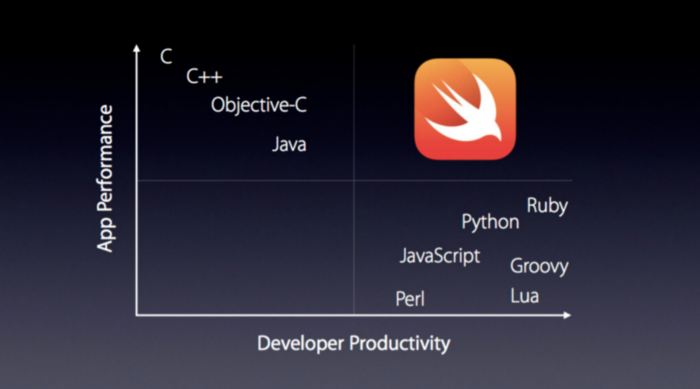 C
C++
Objective-C
Java
Ruby
Python
JavaScript
Groovy
Perl
Lua
App Performance
Developer Productivity